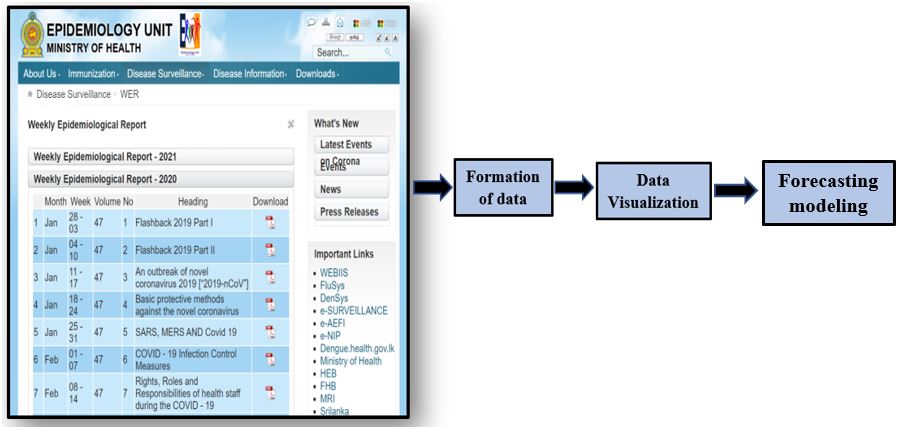 EPIDEMIOLOGY UNIT
MINISTRY OF HEALTH
Search...
About Us
Immunization
Disease Surveillance
Disease Information
Downloads
Disease Surveillance › WER
Weekly Epidemiological Report
Weekly Epidemiological Report - 2021
Weekly Epidemiological Report - 2020
Month Week Volume No Heading Download
1 Jan 28 - 03 47 1 Flashback 2019 Part I
2 Jan 04 - 10 47 2 Flashback 2019 Part II
3 Jan 11 - 17 47 3 An outbreak of novel
coronavirus 2019 ["2019-nCoV"]
4 Jan 18 - 24 47 4 Basic protective methods
against the novel coronavirus
5 Jan 25 - 31 47 5 SARS, MERS AND Covid 19
6 Feb 01 - 07 47 6 COVID - 19 Infection Control
Measures
7 Feb 08 - 14 47 7 Rights, Roles and
Responsibilities of health staff
during the COVID - 19
What's New
Latest Events
on Corona
Events
News
Press Releases
Important Links
WEBIIS
FluSys
DenSys
e-SURVEILLANCE
e-AEFI
e-NIP
Dengue.health.gov.lk
Ministry of Health
HEB
FHB
MRI
Srilanka
Formation
of data
Data
Visualization
Forecasting
modeling